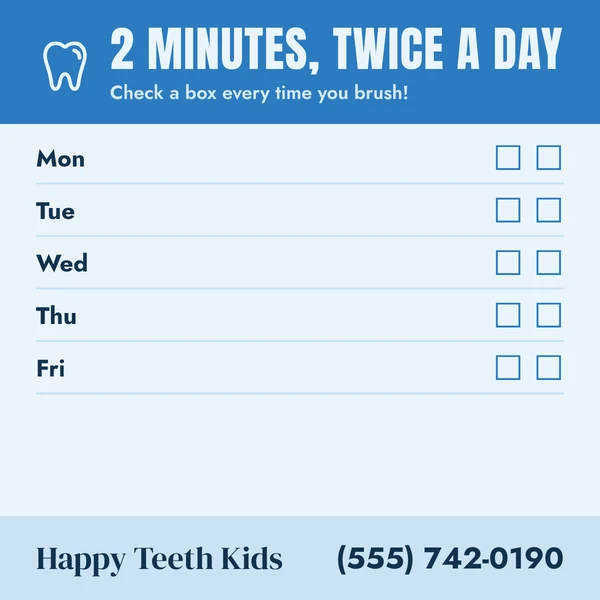 2 MINUTES, TWICE A DAY
Check a box every time you brush!
Mon
Tue
Wed
Thu
Fri
Happy Teeth Kids
(555) 742-0190